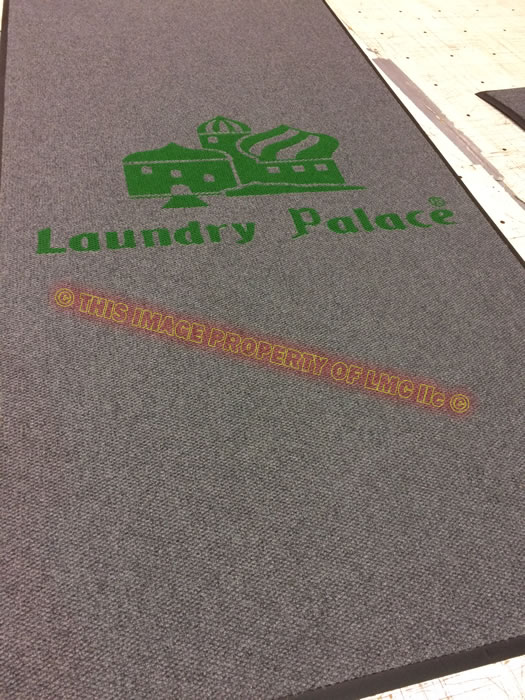 Laundry Palace®
© THIS IMAGE PROPERTY OF LMC llc ©